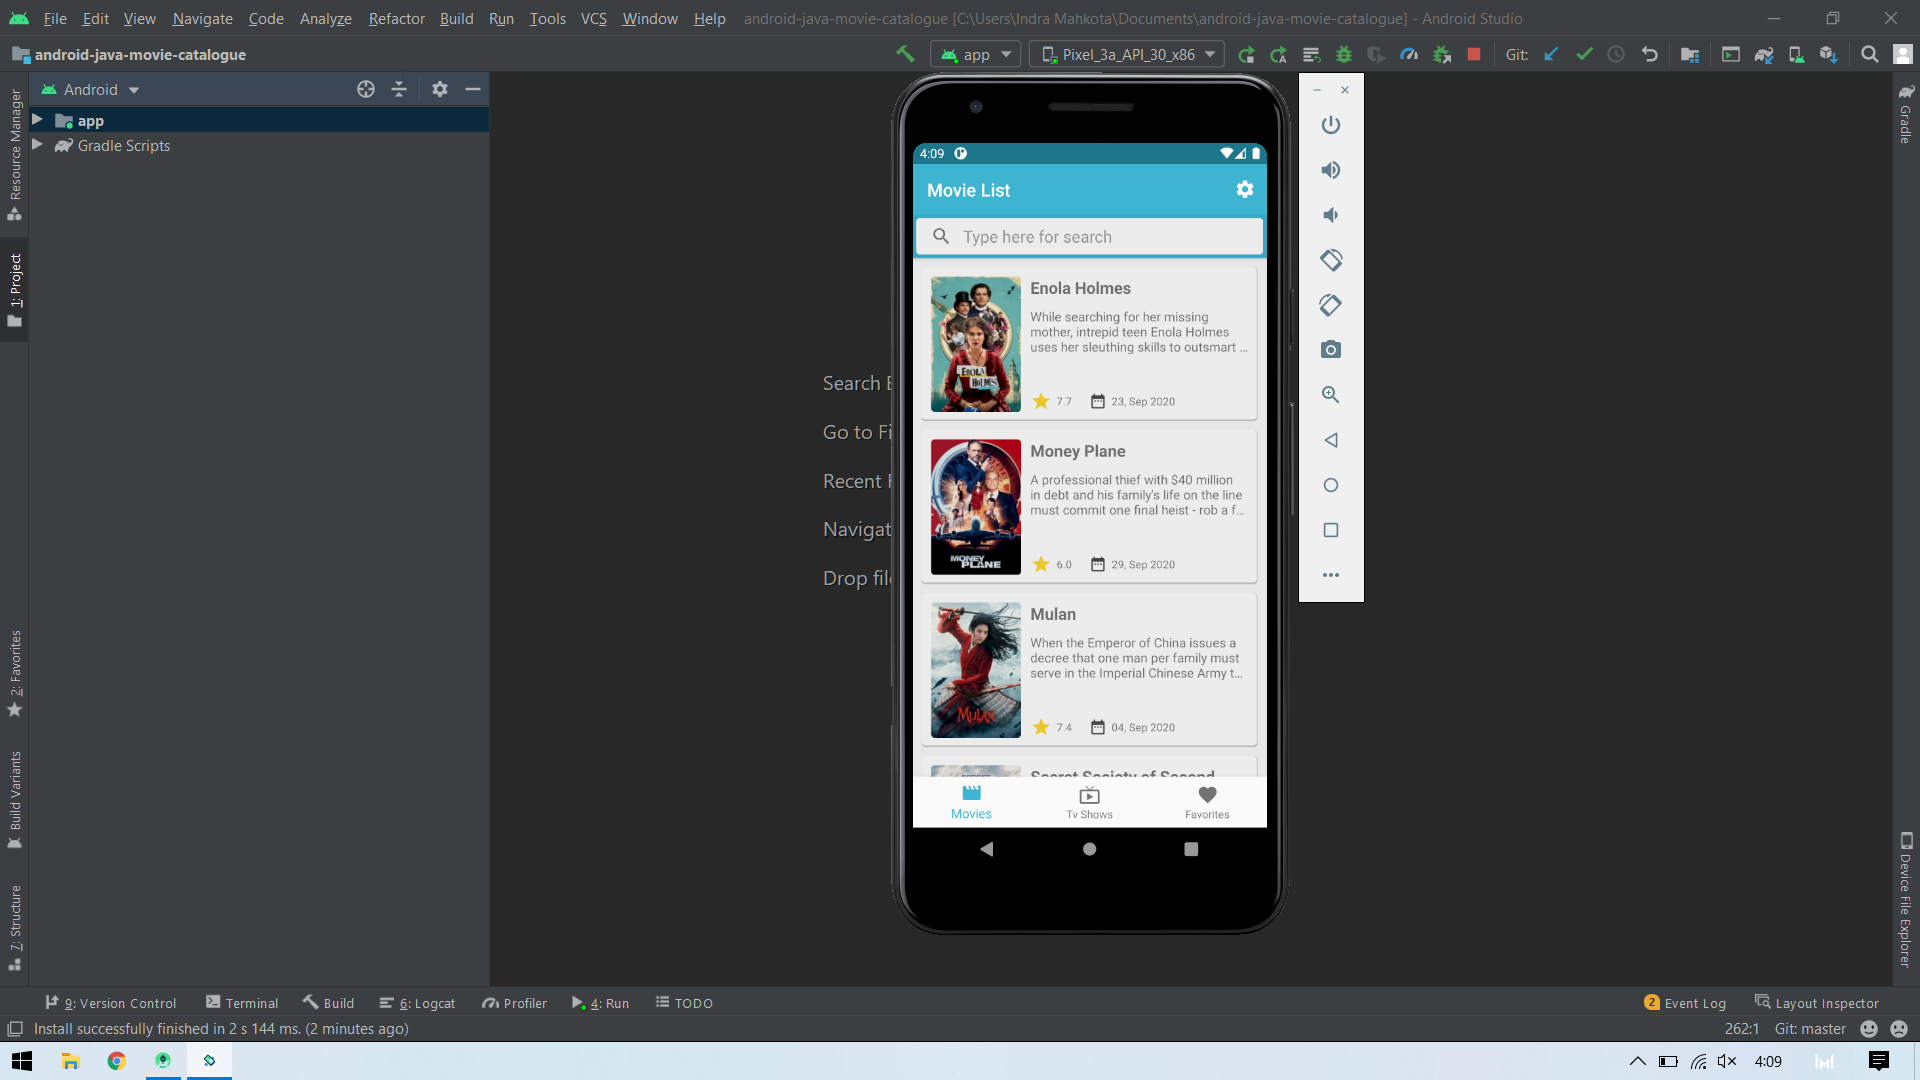 File Edit View Navigate Code Analyze Refactor Build Run Tools VCS Window Help android-java-movie-catalogue [C:\Users\Indra Mahkota\Documents\android-java-movie-catalogue] - Android Studio
android-java-movie-catalogue
app
Pixel_3a_API_30_x86
Git:
Android
app
Gradle Scripts
Resource Manager
1: Project
2: Favorites
Build Variants
7: Structure
Search E
Go to Fi
Recent F
Navigat
Drop file
4:09
Movie List
Type here for search
Enola Holmes
While searching for her missing
mother, intrepid teen Enola Holmes
uses her sleuthing skills to outsmart ...
7.7
23, Sep 2020
ENOLA
HOLMES
Money Plane
A professional thief with $40 million
in debt and his family's life on the line
must commit one final heist - rob a f...
6.0
29, Sep 2020
MONEY
PLANE
Mulan
When the Emperor of China issues a
decree that one man per family must
serve in the Imperial Chinese Army t...
7.4
04, Sep 2020
MULAN
Secret Society of Second
Movies
Tv Shows
Favorites
Gradle
Device File Explorer
9: Version Control
Terminal
Build
6: Logcat
Profiler
4: Run
TODO
2 Event Log
Layout Inspector
Install successfully finished in 2 s 144 ms. (2 minutes ago)
262:1
Git: master
4:09